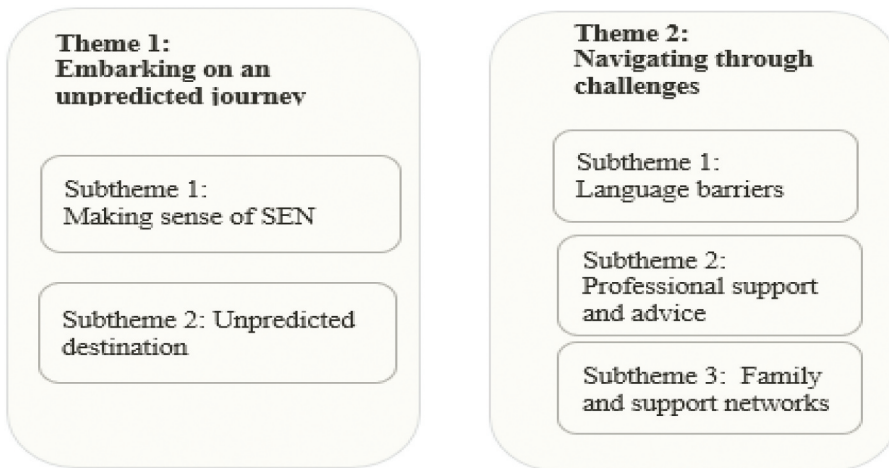 Theme 1:
Embarking on an
unpredicted journey
Subtheme 1:
Making sense of SEN
Subtheme 2: Unpredicted
destination
Theme 2:
Navigating through
challenges
Subtheme 1:
Language barriers
Subtheme 2:
Professional support
and advice
Subtheme 3:  Family
and support networks